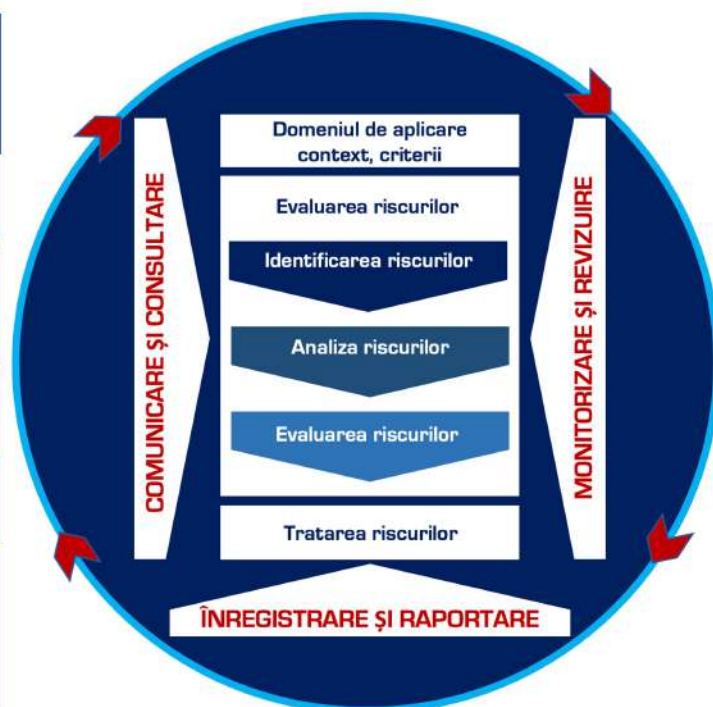 Domeniul de aplicare
context, criterii
Evaluarea riscurilor
Identificarea riscurilor
Analiza riscurilor
Evaluarea riscurilor
Tratarea riscurilor
COMUNICARE ȘI CONSULTARE
MONITORIZARE ȘI REVIZUIRE
ÎNREGISTRARE ȘI RAPORTARE